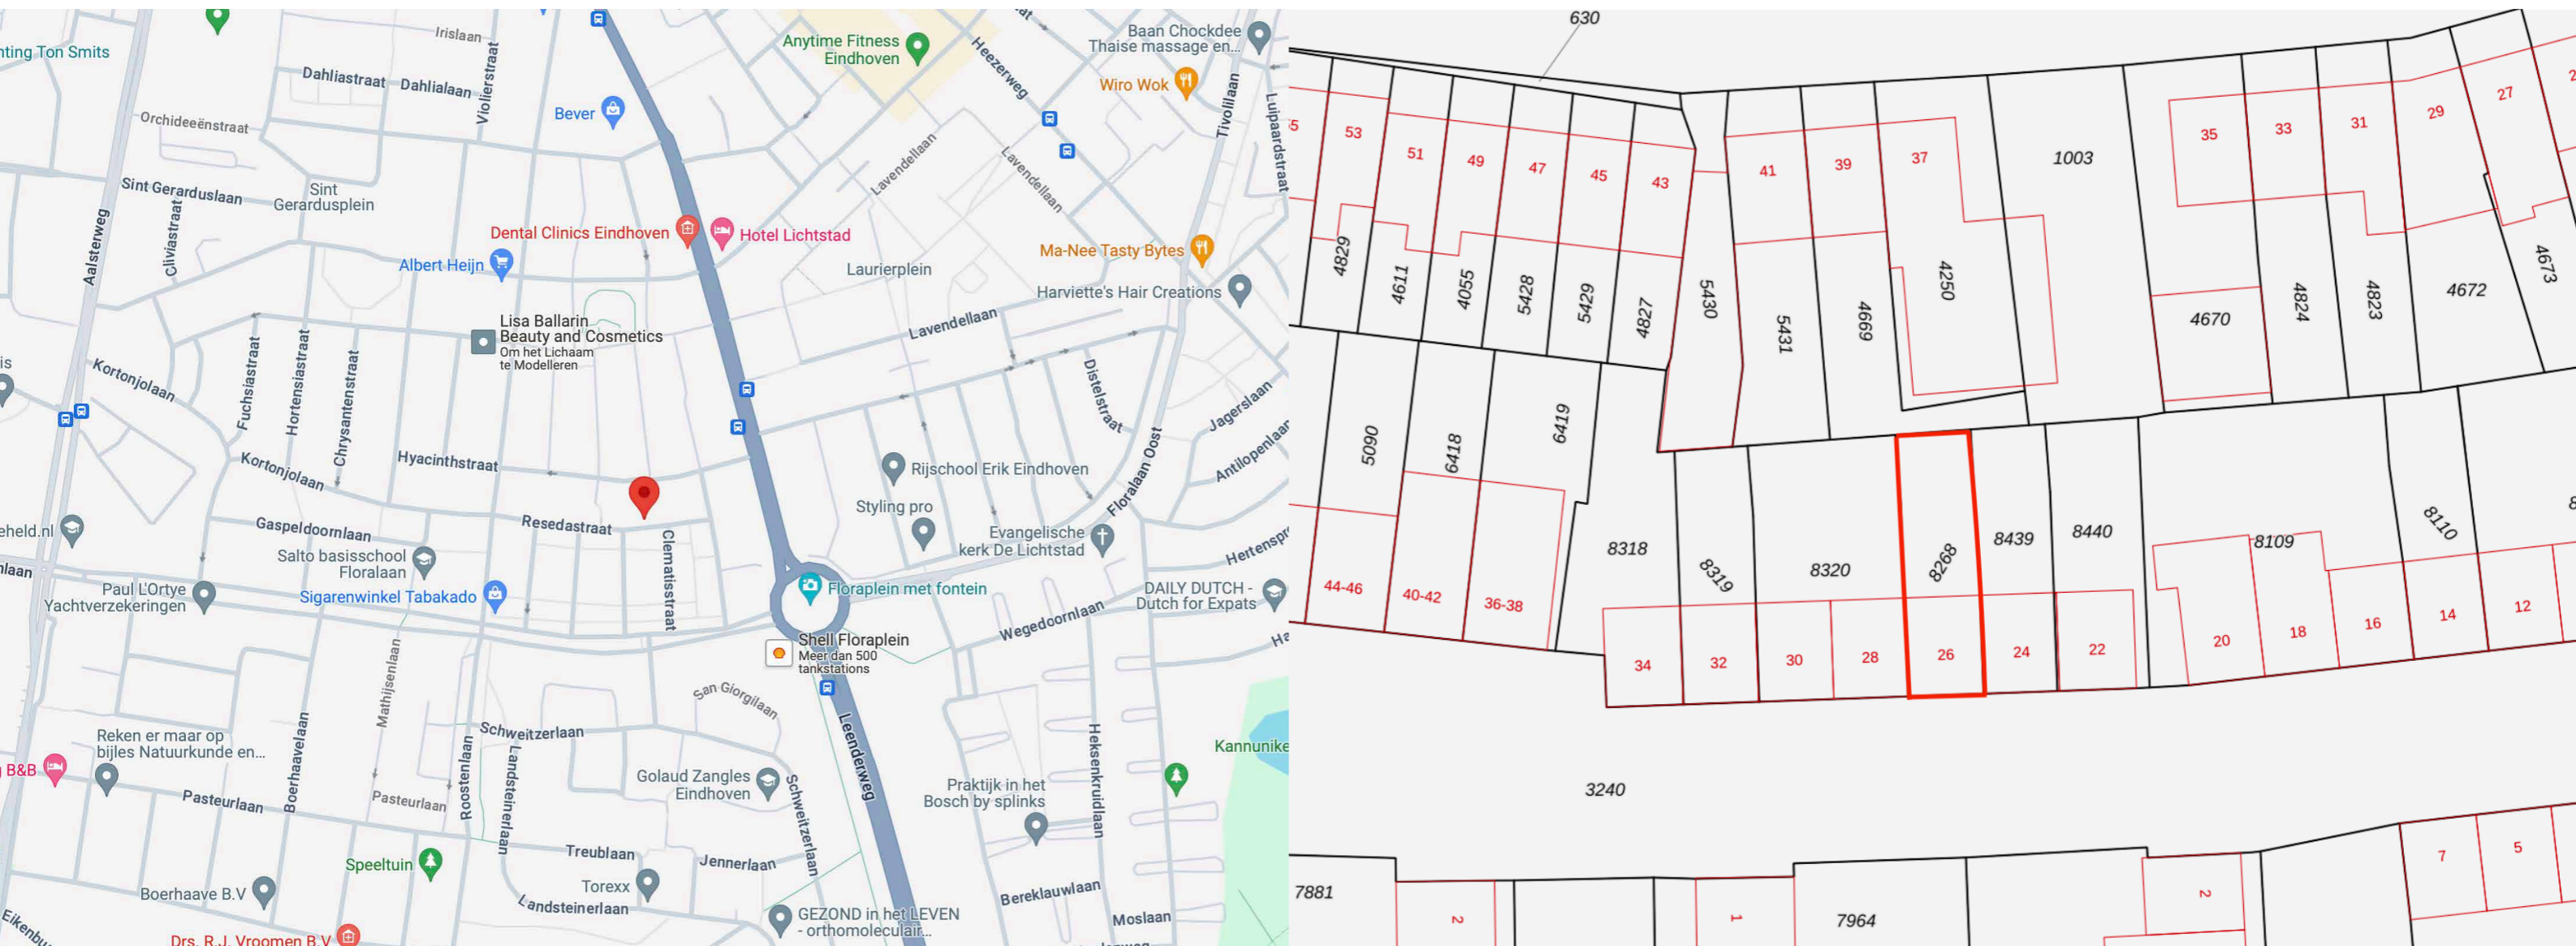 nting Ton Smits
Irislaan
Dahliastraat
Dahlialaan
Violierstraat
Orchideeënstraat
Bever
Anytime Fitness
Eindhoven
Heezerweg
Baan Chockdee
Thaise massage en...
Wiro Wok
Tivolilaan
Luipaardstraat
Lavendellaan
Lavendellaan
Sint Gerarduslaan
Sint
Gerardusplein
Aalsterweg
Cliviastraat
Dental Clinics Eindhoven
Hotel Lichtstad
Albert Heijn
Laurierplein
Ma-Nee Tasty Bytes
Harviette's Hair Creations
Lisa Ballarin
Beauty and Cosmetics
Om het Lichaam
te Modelleren
Lavendellaan
is
Kortonjolaan
Fuchsiastraat
Hortensiastraat
Chrysantenstraat
Distelstraat
Jagerslaan
Antilopenlaan
Floralaan Oost
Kortonjolaan
Hyacinthstraat
Rijschool Erik Eindhoven
Styling pro
eheld.nl
Gaspeldoornlaan
Resedastraat
Evangelische
kerk De Lichtstad
Hertenspr
Salto basisschool
Floralaan
Clematisstraat
nlaan
Paul L'Ortye
Yachtverzekeringen
Sigarenwinkel Tabakado
Floraplein met fontein
DAILY DUTCH -
Dutch for Expats
Wegedoornlaan
Ha
Shell Floraplein
Meer dan 500
tankstations
Mathijsenlaan
San Giorgilaan
Reken er maar op
bijles Natuurkunde en...
Boerhaavelaan
Schweitzerlaan
Roostenlaan
Landsteinerlaan
Leenderweg
Heksenkruidlaan
Kannunike
g B&B
Golaud Zangles
Eindhoven
Schweitzerlaan
Praktijk in het
Bosch by splinks
Pasteurlaan
Pasteurlaan
Speeltuin
Treublaan
Jennerlaan
Boerhaave B.V
Torexx
Landsteinerlaan
Bereklauwlaan
Moslaan
GEZOND in het LEVEN
- orthomoleculair...
Drs. R.J. Vroomen B.V
630
53
51
49
47
45
43
41
39
37
1003
35
33
31
29
27
4829
4611
4055
5428
5429
4827
5430
5431
4669
4250
4670
4824
4823
4672
4673
5090
6418
6419
8318
8319
8320
8268
8439
8440
8109
8110
44-46
40-42
36-38
34
32
30
28
26
24
22
20
18
16
14
12
3240
7881
2
1
7964
2
7
5